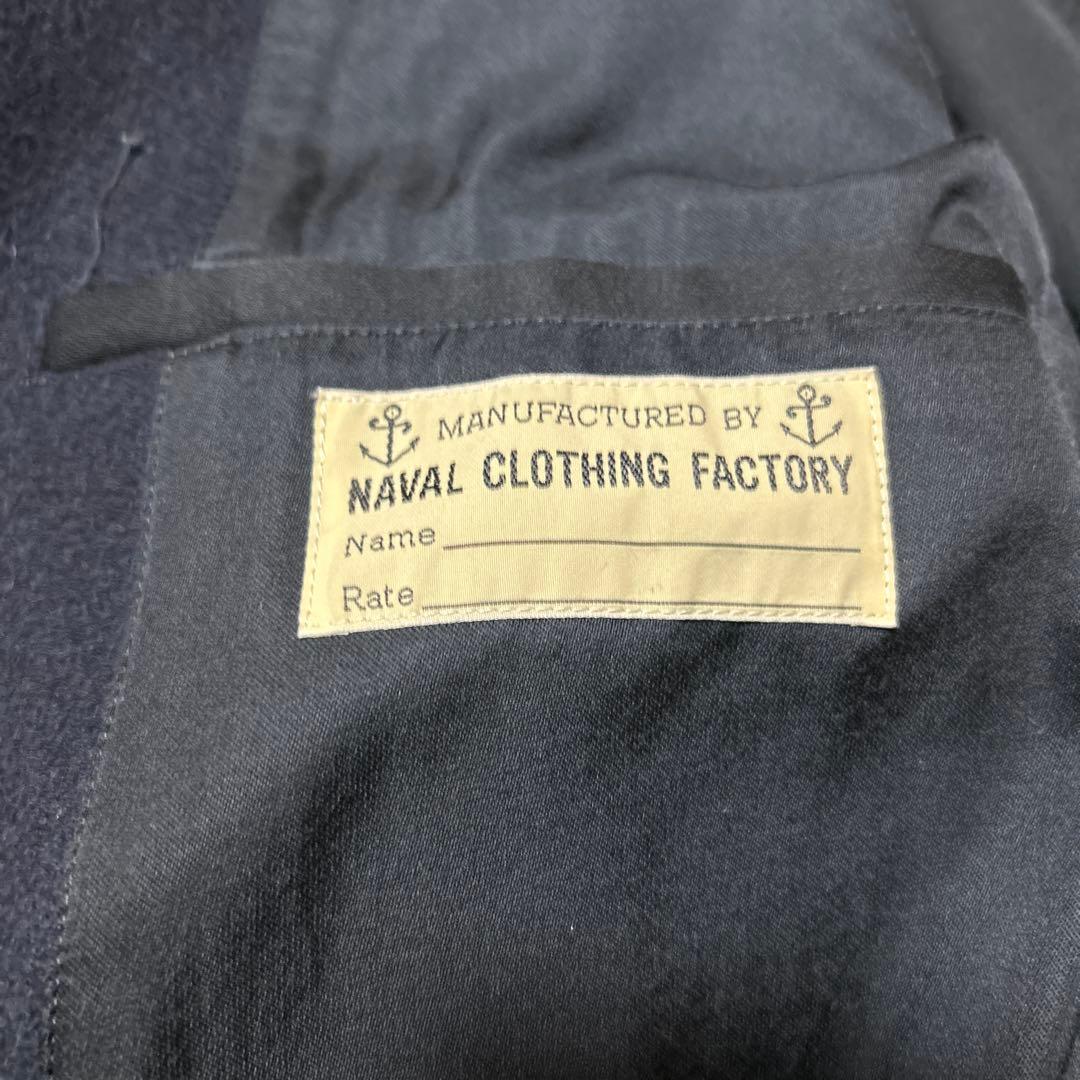 MANUFACTURED BY
NAVAL CLOTHING FACTORY
Name
Rate